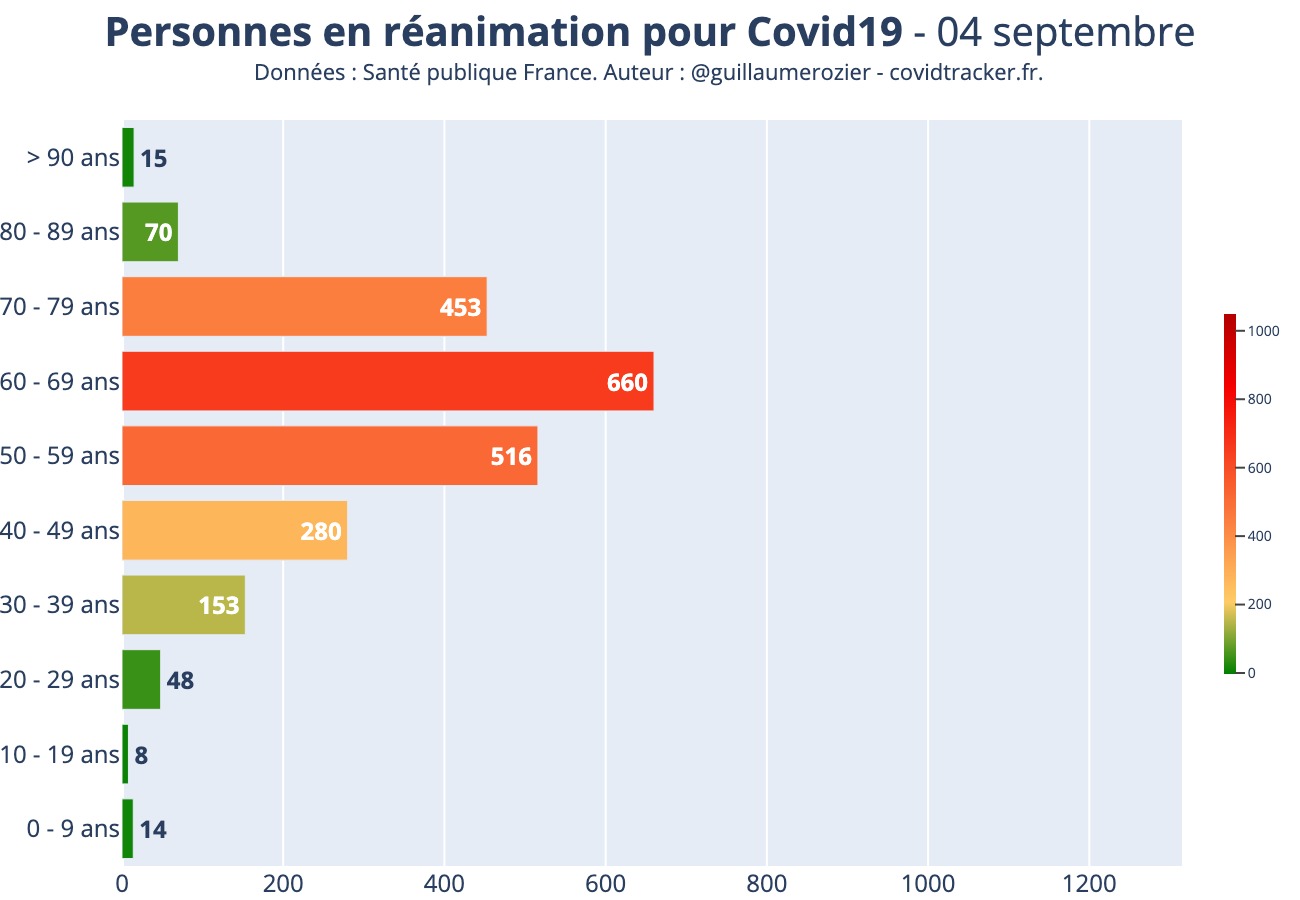 Personnes en réanimation pour Covid19 - 04 septembre
Données : Santé publique France. Auteur : @guillaumerozier - covidtracker.fr.
> 90 ans 15
80 - 89 ans 70
70 - 79 ans 453
60 - 69 ans 660
50 - 59 ans 516
40 - 49 ans 280
30 - 39 ans 153
20 - 29 ans 48
10 - 19 ans 8
0 - 9 ans 14
0 200 400 600 800 1000 1200
1000
800
600
400
200
0